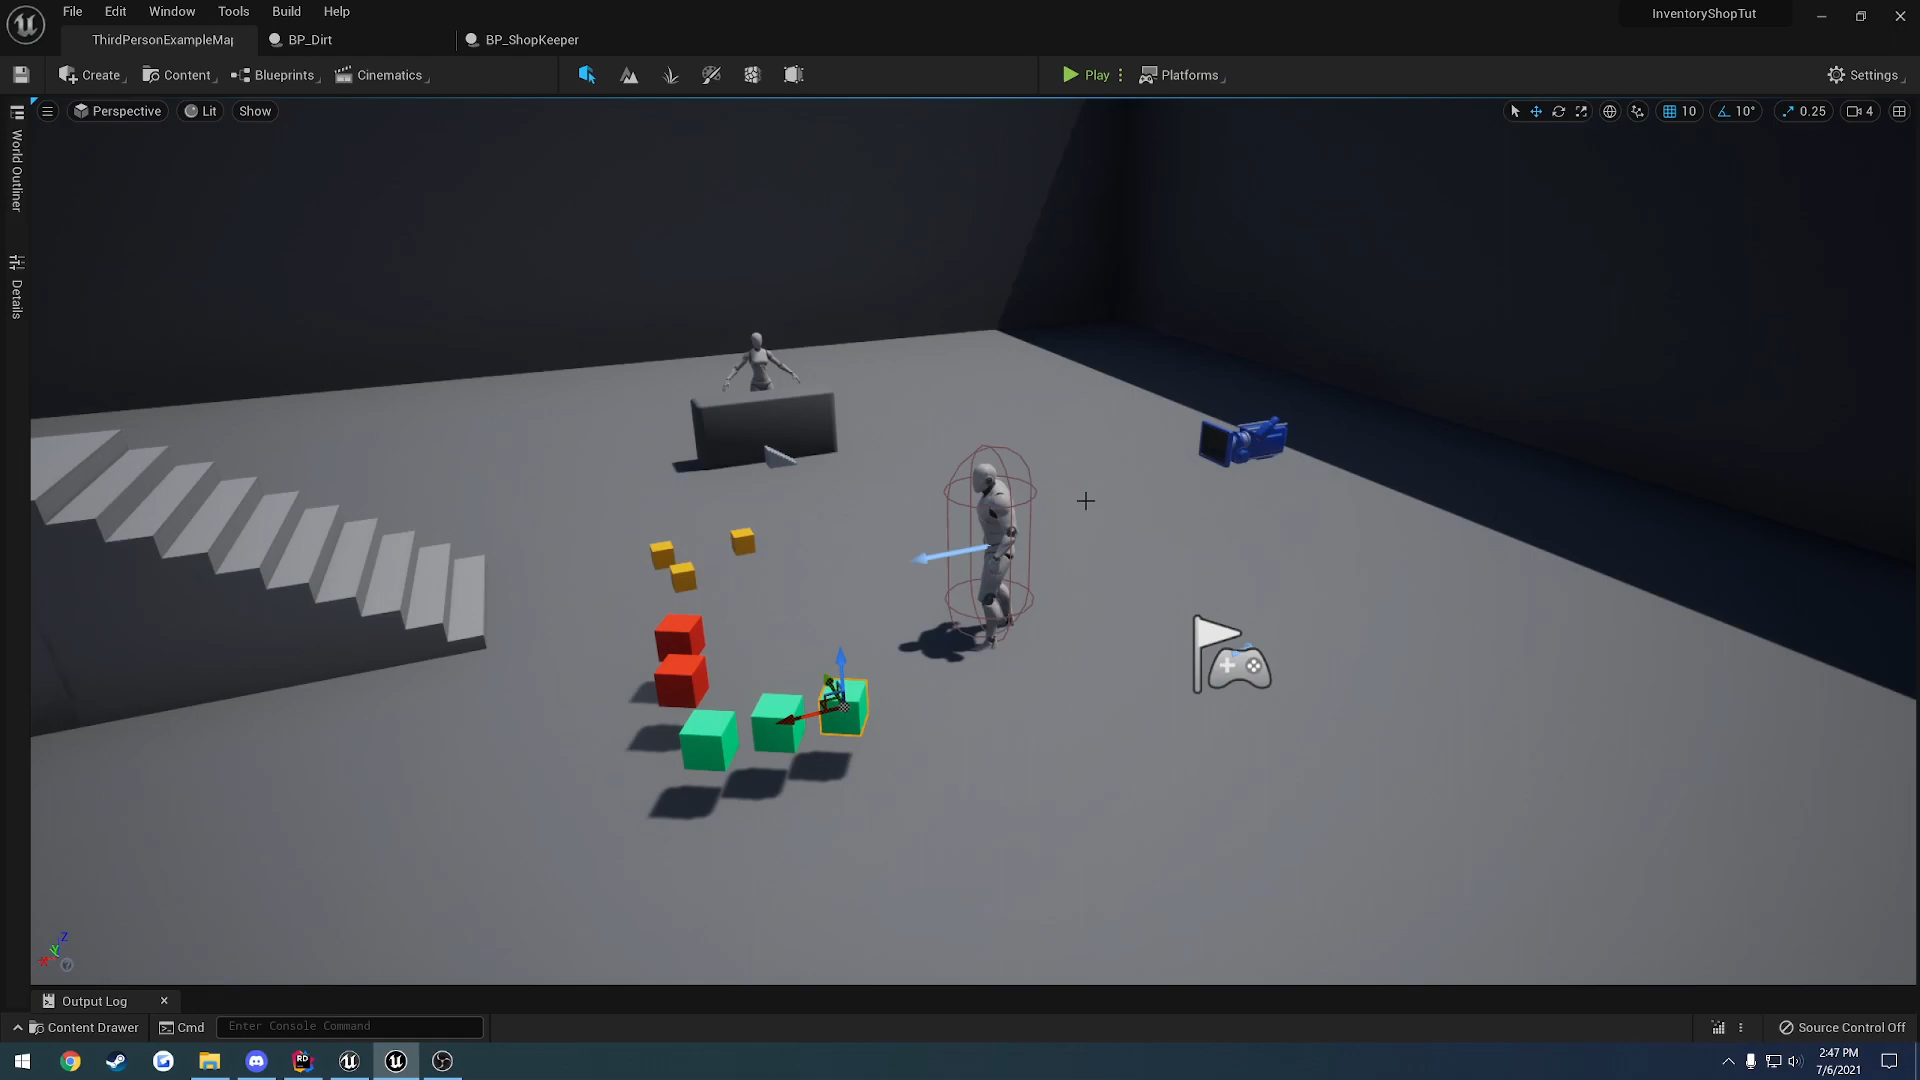 File Edit Window Tools Build Help
InventoryShopTut
ThirdPersonExampleMap
BP_Dirt
BP_ShopKeeper
Create Content Blueprints Cinematics
Play Platforms
Settings
Perspective Lit Show
10 10° 0.25 4
World Outliner
Details
Z
Y
X
Output Log
Content Drawer Cmd Enter Console Command
Source Control Off
RD
2:47 PM
7/6/2021